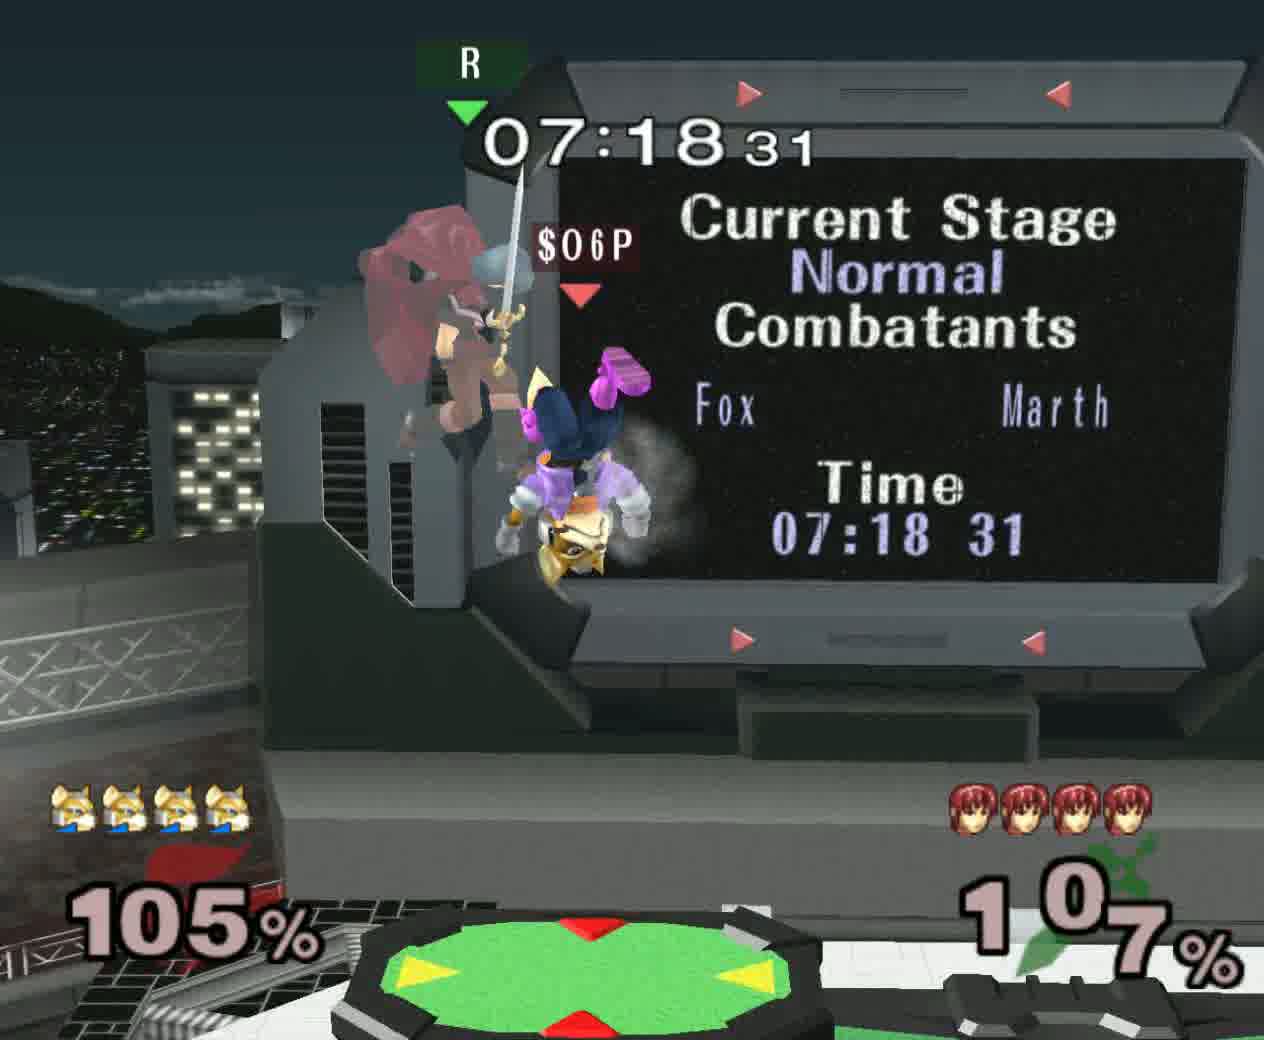 R
07:18 31
$06P
Current Stage
Normal
Combatants
Fox Marth
Time
07:18 31
105%
107%